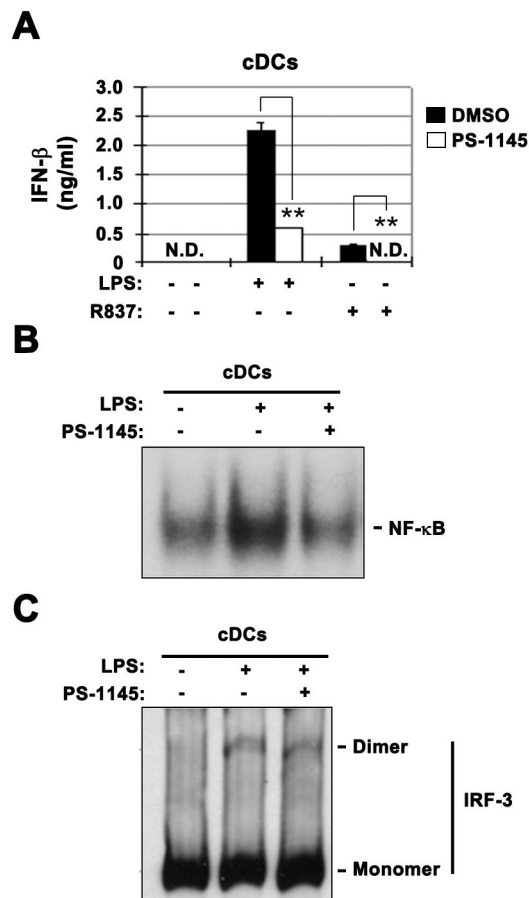 A
cDCs
IFN-β
(ng/ml)
3.0
2.5
2.0
1.5
1.0
0.5
0
N.D.
**
**
N.D.
DMSO
PS-1145
LPS: - - + + - -
R837: - - - - + +
B
cDCs
LPS: - + +
PS-1145: - - +
- NF-κB
C
cDCs
LPS: - + +
PS-1145: - - +
- Dimer
IRF-3
- Monomer